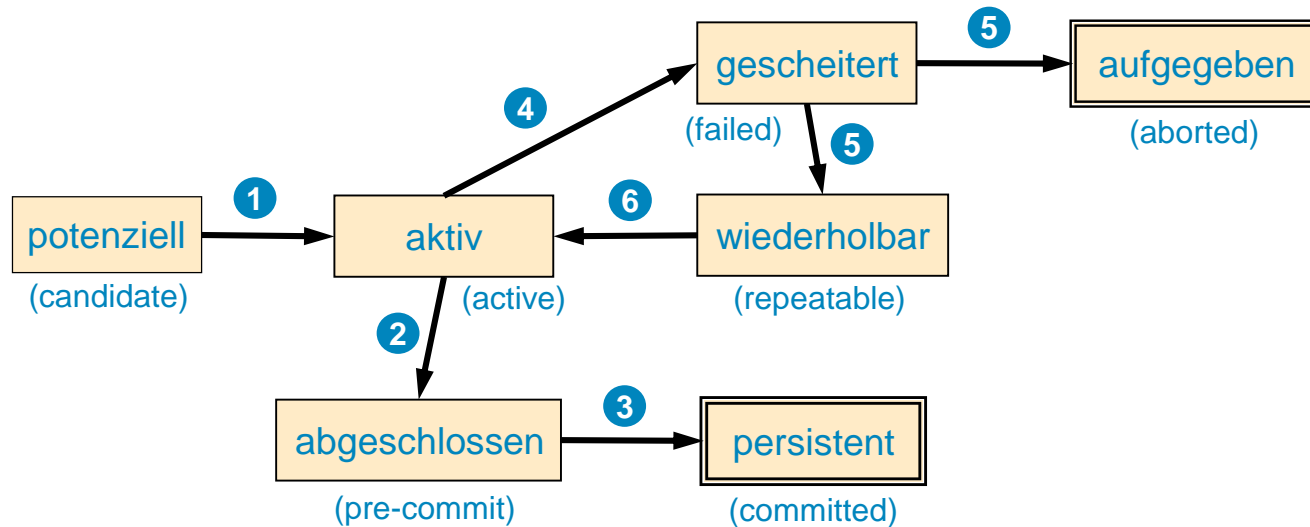 5
gescheitert
aufgegeben
4
(failed)
5
(aborted)
1
6
potenziell
aktiv
wiederholbar
(candidate)
(active)
(repeatable)
2
3
abgeschlossen
persistent
(pre-commit)
(committed)